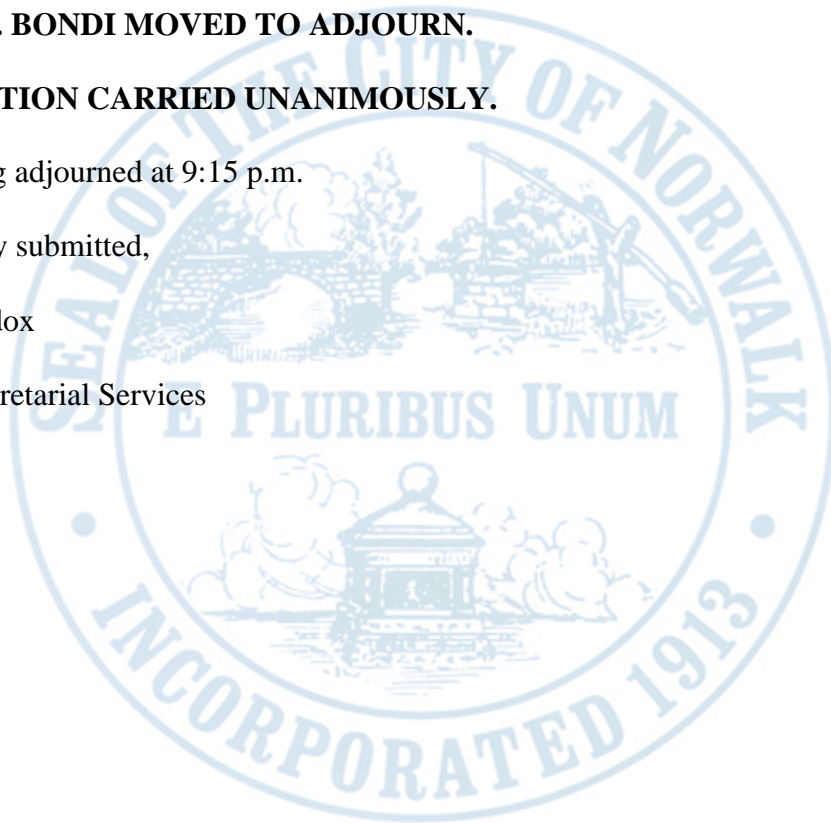 . BONDI MOVED TO ADJOURN.
TION CARRIED UNANIMOUSLY.
g adjourned at 9:15 p.m.
y submitted,
lox
retarial Services
SEAL OF THE CITY OF NORWALK
E PLURIBUS UNUM
INCORPORATED 1913